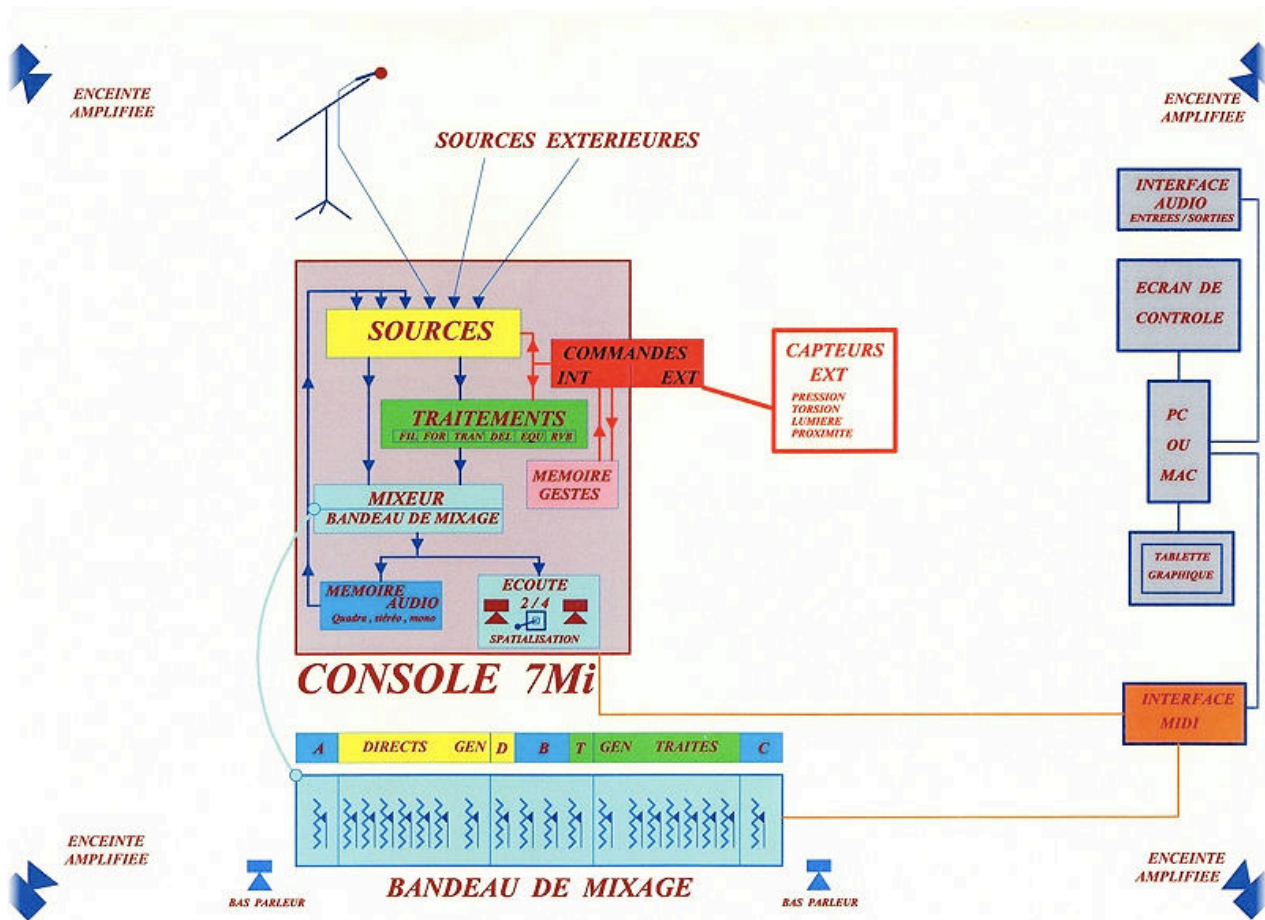 ENCEINTE
AMPLIFIEE
ENCEINTE
AMPLIFIEE
SOURCES EXTERIEURES
INTERFACE
AUDIO
ENTREES / SORTIES
ECRAN DE
CONTROLE
SOURCES
COMMANDES
INT EXT
CAPTEURS
EXT
PRESSION
TORSION
LUMIERE
PROXIMITE
TRAITEMENTS
FIL FOR TRAN DEL EQU RVB
PC
OU
MAC
MEMOIRE
GESTES
MIXEUR
BANDEAU DE MIXAGE
TABLETTE
GRAPHIQUE
MEMOIRE
AUDIO
Quadra , stéréo , mono
ECOUTE
2 / 4
SPATIALISATION
CONSOLE 7Mi
INTERFACE
MIDI
A DIRECTS GEN D B T GEN TRAITES C
ENCEINTE
AMPLIFIEE
ENCEINTE
AMPLIFIEE
BAS PARLEUR
BANDEAU DE MIXAGE
BAS PARLEUR